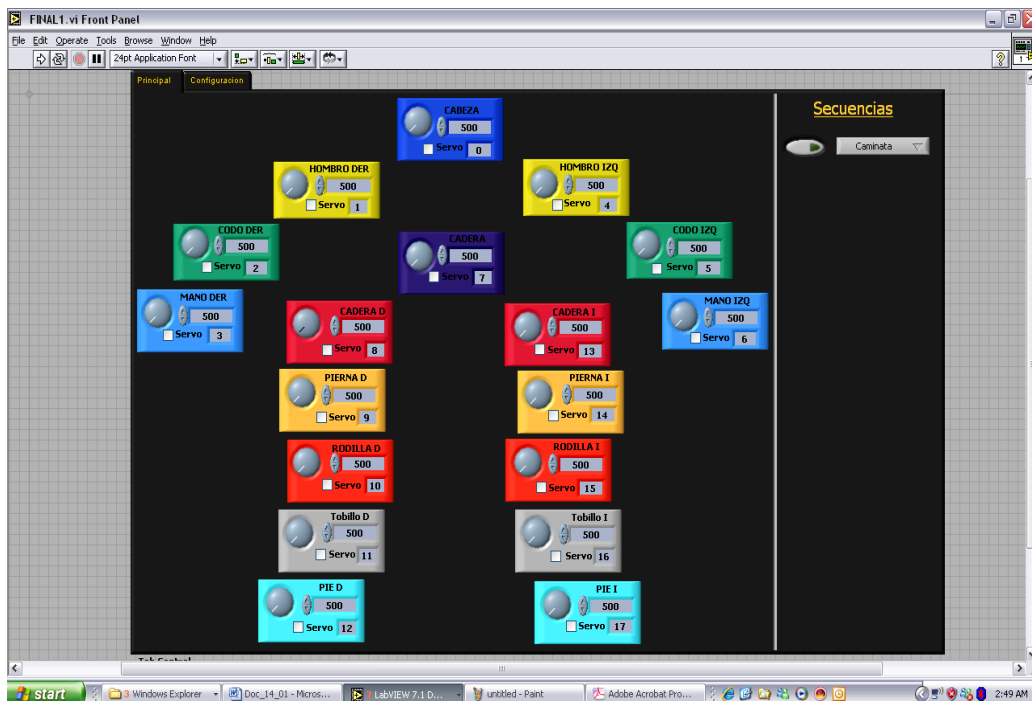 FINAL1.vi Front Panel
File Edit Operate Tools Browse Window Help
24pt Application Font
1
Principal Configuracion
CABEZA
500
Servo 0
Secuencias
Caminata
HOMBRO DER
500
Servo 1
HOMBRO IZQ
500
Servo 4
CODO DER
500
Servo 2
CADERA
500
Servo 7
CODO IZQ
500
Servo 5
MANO DER
500
Servo 3
CADERA D
500
Servo 8
CADERA I
500
Servo 13
MANO IZQ
500
Servo 6
PIERNA D
500
Servo 9
PIERNA I
500
Servo 14
RODILLA D
500
Servo 10
RODILLA I
500
Servo 15
Tobillo D
500
Servo 11
Tobillo I
500
Servo 16
PIE D
500
Servo 12
PIE I
500
Servo 17
start 3 Windows Explorer Doc_14_01 - Micros... 7 LabVIEW 7.1 D... untitled - Paint Adobe Acrobat Pro... 2:49 AM